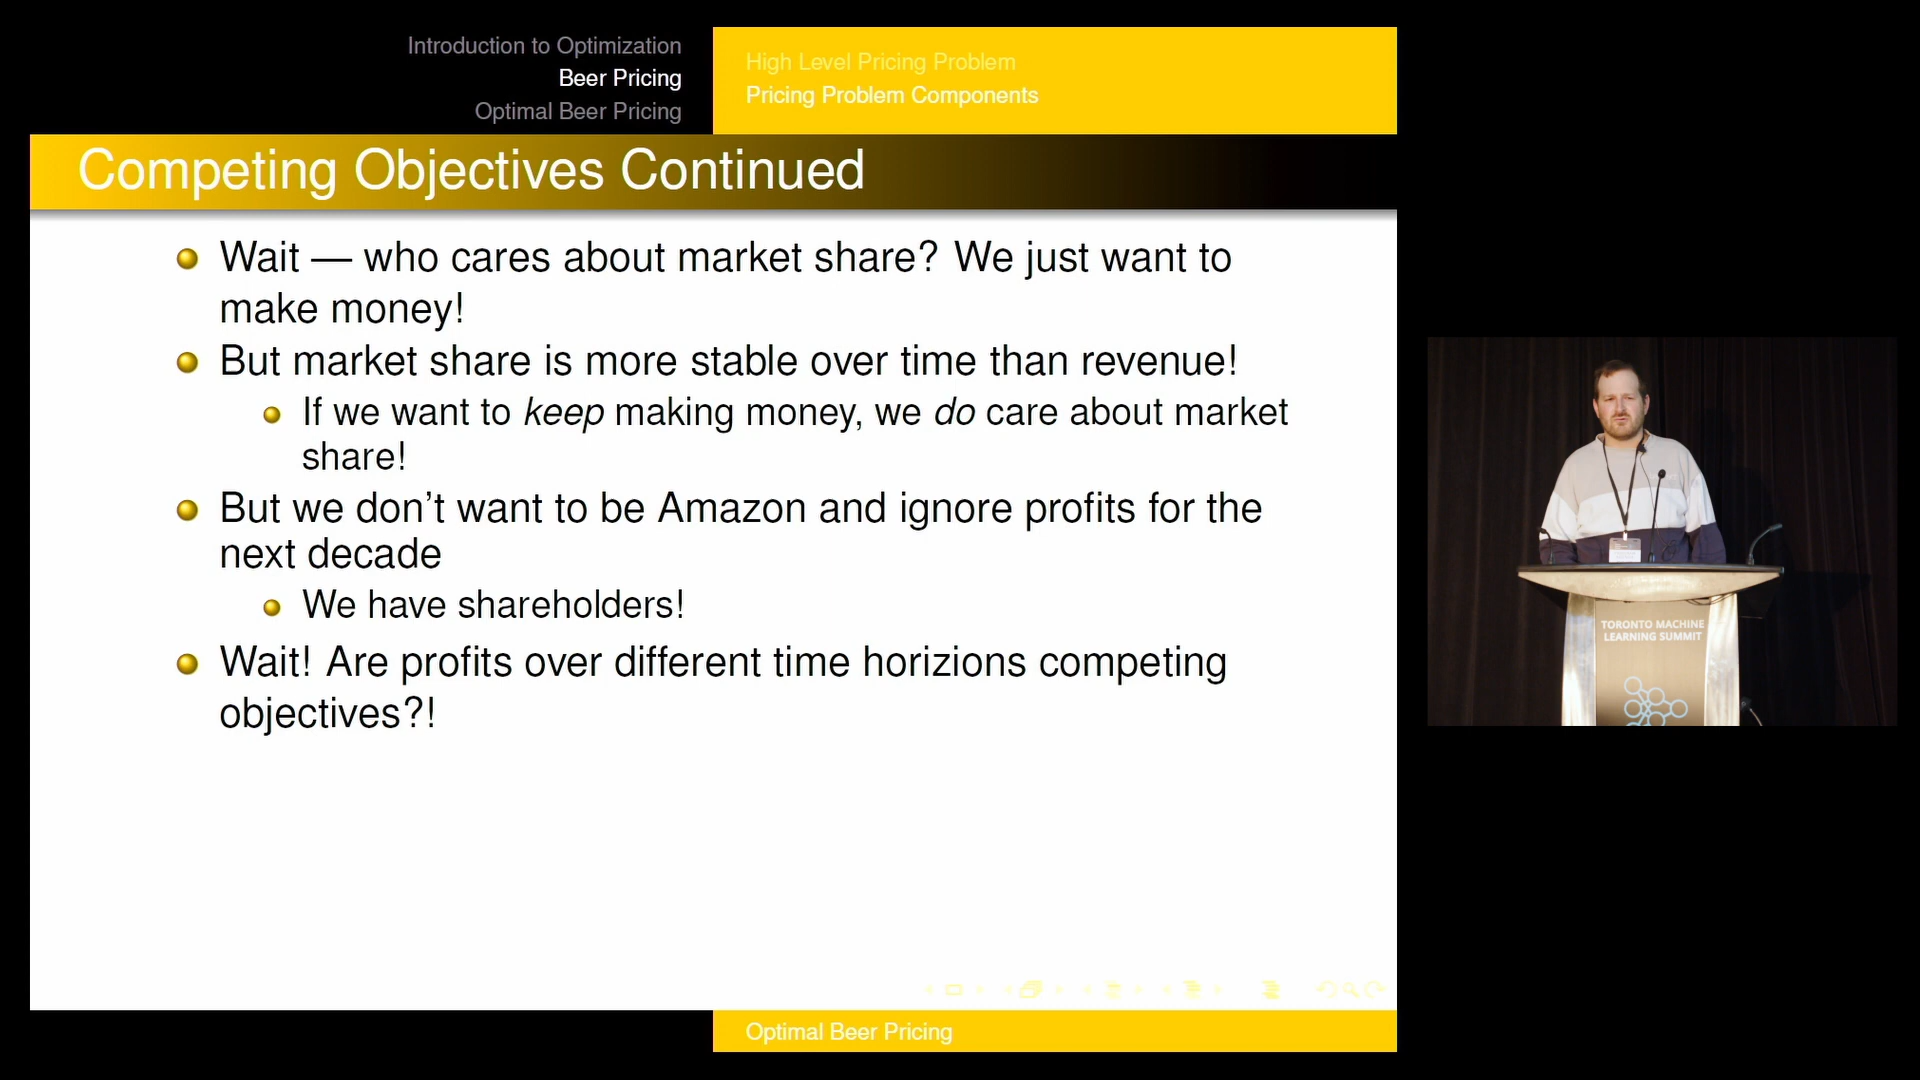 Introduction to Optimization
Beer Pricing
Optimal Beer Pricing
High Level Pricing Problem
Pricing Problem Components
Competing Objectives Continued
Wait — who cares about market share? We just want to
make money!
But market share is more stable over time than revenue!
If we want to keep making money, we do care about market
share!
But we don't want to be Amazon and ignore profits for the
next decade
We have shareholders!
Wait! Are profits over different time horizions competing
objectives?!
Optimal Beer Pricing
TORONTO MACHINE
LEARNING SUMMIT